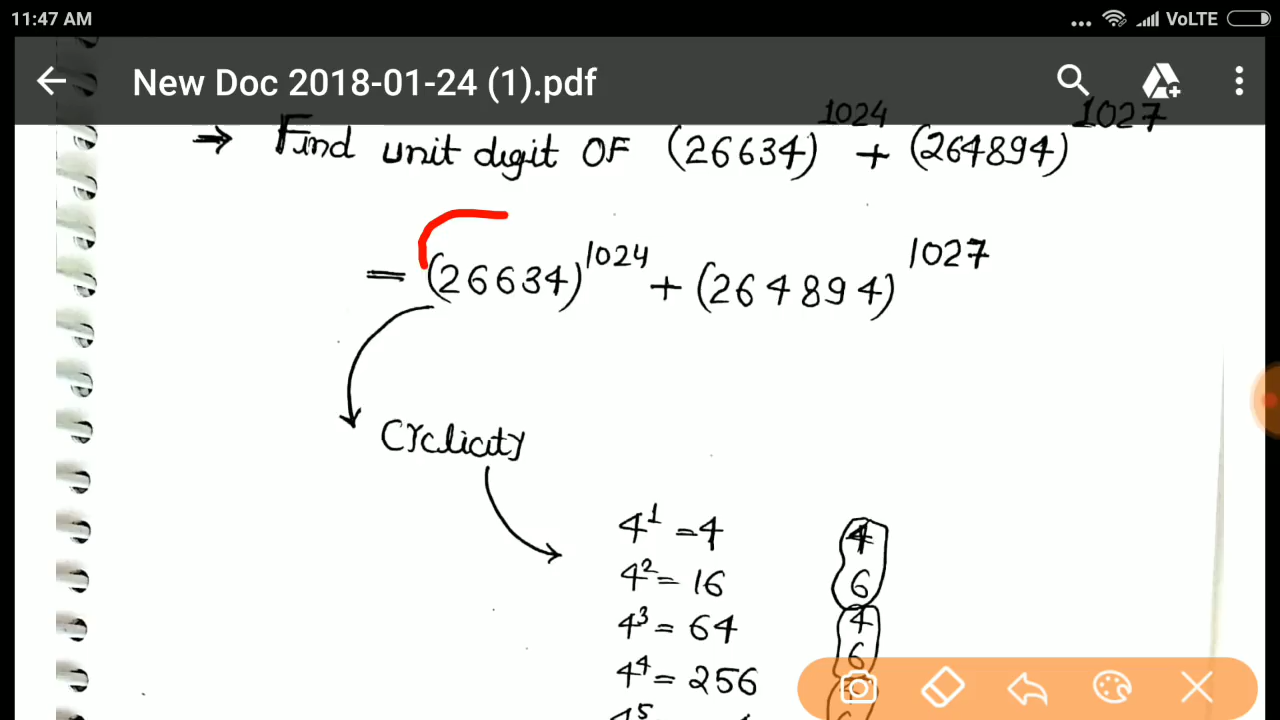 11:47 AM
VoLTE
New Doc 2018-01-24 (1).pdf
→ Find unit digit OF (26634)^1024 + (264894)^1027
= (26634)^1024 + (264894)^1027
Cyclicity
4^1 = 4 4
4^2 = 16 6
4^3 = 64 4
4^4 = 256 6
4^5